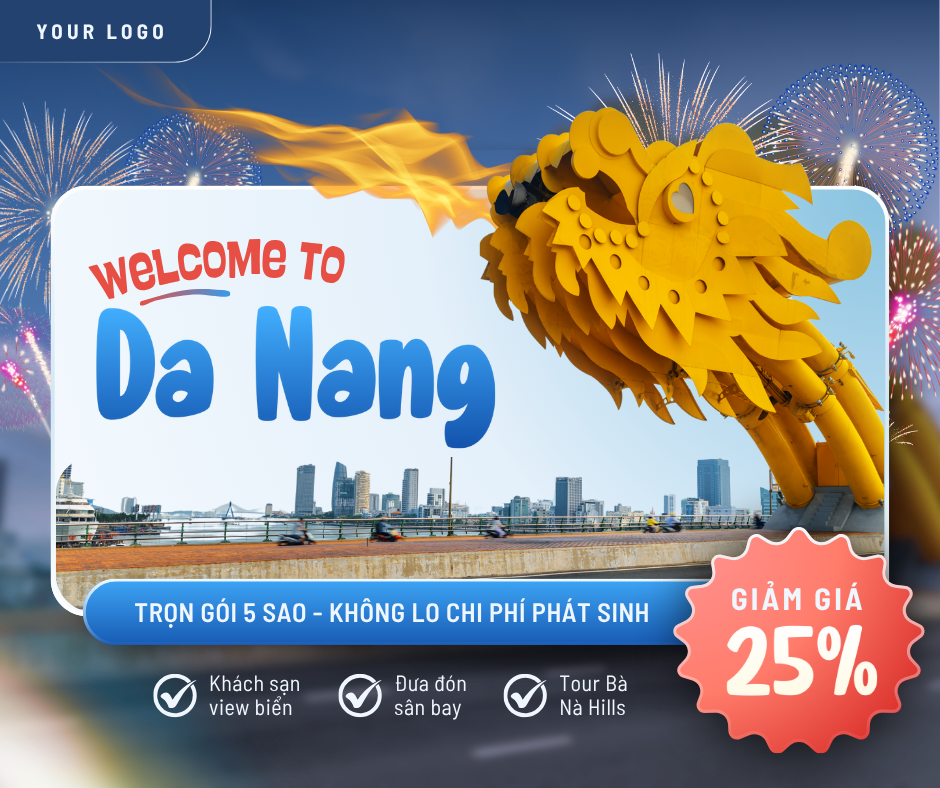 YOUR LOGO
WELCOME TO
Da Nang
TRỌN GÓI 5 SAO - KHÔNG LO CHI PHÍ PHÁT SINH
GIẢM GIÁ
25%
Khách sạn
view biển
Đưa đón
sân bay
Tour Bà
Nà Hills